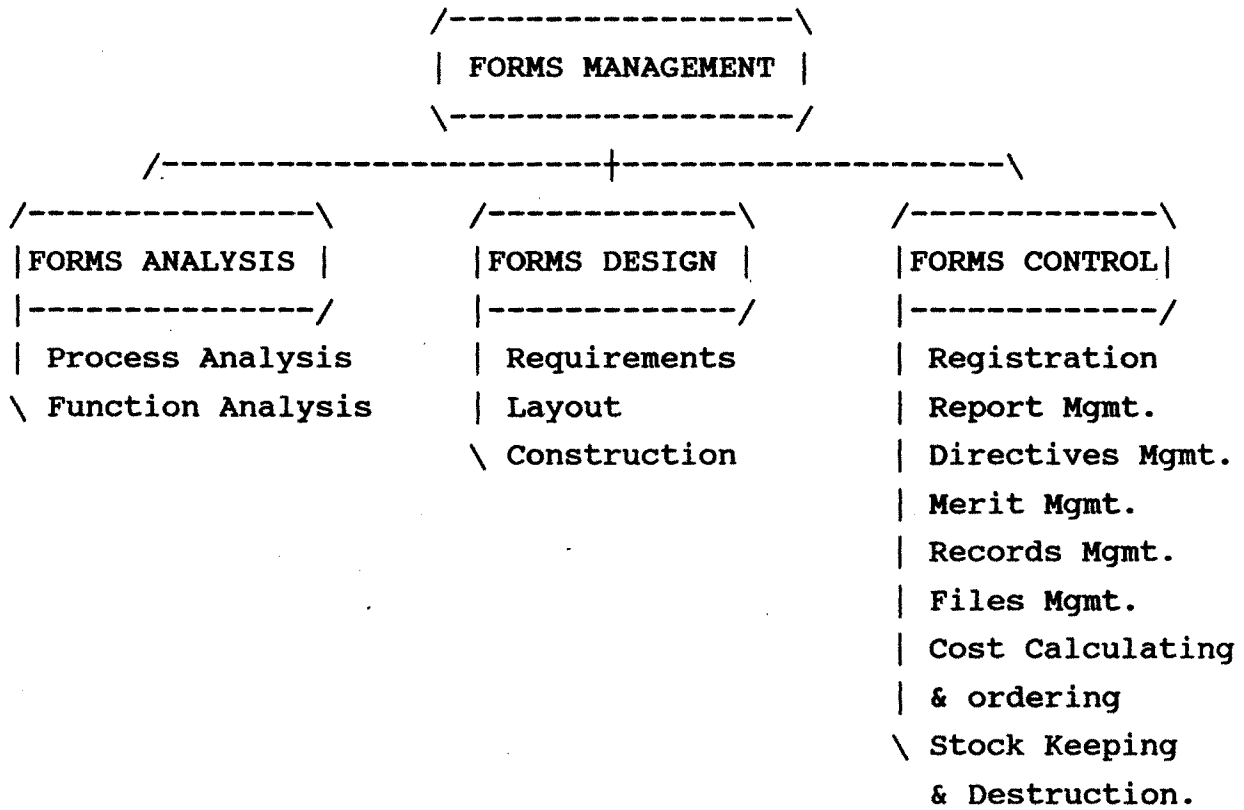 FORMS MANAGEMENT
FORMS ANALYSIS
Process Analysis
Function Analysis
FORMS DESIGN
Requirements
Layout
Construction
FORMS CONTROL
Registration
Report Mgmt.
Directives Mgmt.
Merit Mgmt.
Records Mgmt.
Files Mgmt.
Cost Calculating
& ordering
Stock Keeping
& Destruction.